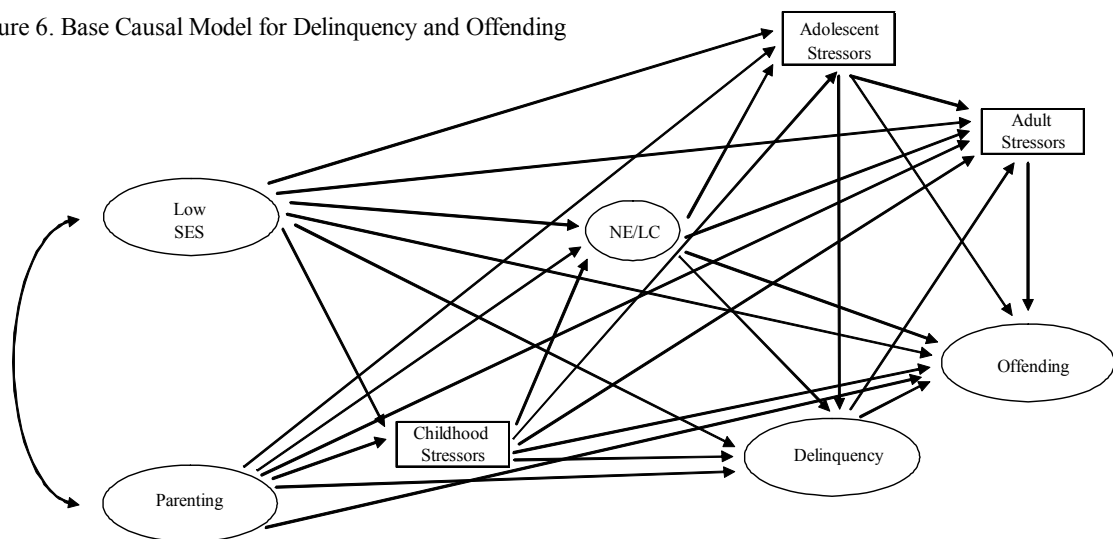 ure 6. Base Causal Model for Delinquency and Offending
Adolescent
Stressors
Adult
Stressors
Low
SES
NE/LC
Offending
Childhood
Stressors
Delinquency
Parenting